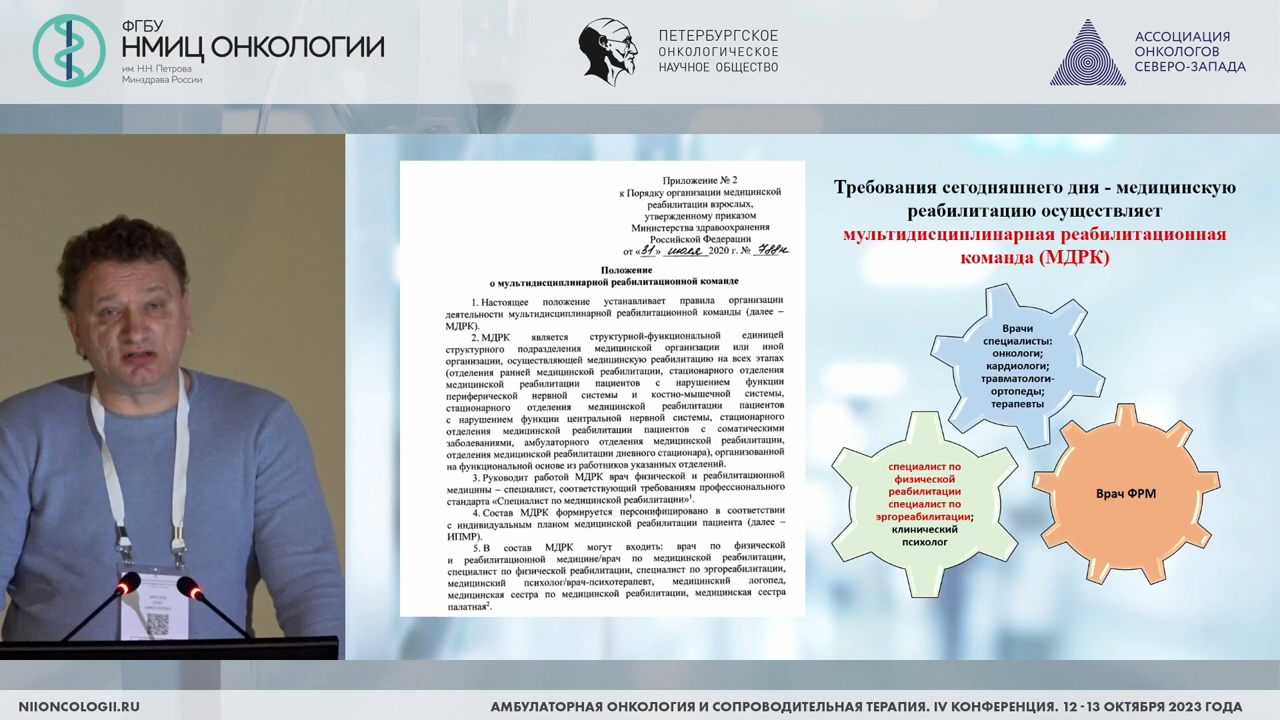 ФГБУ
НМИЦ ОНКОЛОГИИ
им. Н.Н. Петрова
Минздрава России
ПЕТЕРБУРГСКОЕ
ОНКОЛОГИЧЕСКОЕ
НАУЧНОЕ ОБЩЕСТВО
АССОЦИАЦИЯ
ОНКОЛОГОВ
СЕВЕРО-ЗАПАДА
Приложение № 2
к Порядку организации медицинской
реабилитации взрослых,
утвержденному приказом
Министерства здравоохранения
Российской Федерации
от «31» июля 2020 г. № 788н
Положение
о мультидисциплинарной реабилитационной команде
1. Настоящее положение устанавливает правила организации
деятельности мультидисциплинарной реабилитационной команды (далее –
МДРК).
2. МДРК является структурной-функциональной единицей
структурного подразделения медицинской организации или иной
организации, осуществляющей медицинскую реабилитацию на всех этапах
(отделения ранней медицинской реабилитации, стационарного отделения
медицинской реабилитации пациентов с нарушением функции
периферической нервной системы и костно-мышечной системы,
стационарного отделения медицинской реабилитации пациентов
с нарушением функции центральной нервной системы, стационарного
отделения медицинской реабилитации пациентов с соматическими
заболеваниями, амбулаторного отделения медицинской реабилитации,
отделения медицинской реабилитации дневного стационара), организованной
на функциональной основе из работников указанных отделений.
3. Руководит работой МДРК врач физической и реабилитационной
медицины – специалист, соответствующий требованиям профессионального
стандарта «Специалист по медицинской реабилитации»¹.
4. Состав МДРК формируется персонифицировано в соответствии
с индивидуальным планом медицинской реабилитации пациента (далее –
ИПМР).
5. В состав МДРК могут входить: врач по физической
и реабилитационной медицине/врач по медицинской реабилитации,
специалист по физической реабилитации, специалист по эргореабилитации,
медицинский психолог/врач-психотерапевт, медицинский логопед,
медицинская сестра по медицинской реабилитации, медицинская сестра
палатная².
Требования сегодняшнего дня - медицинскую
реабилитацию осуществляет
мультидисциплинарная реабилитационная
команда (МДРК)
Врачи
специалисты:
онкологи;
кардиологи;
травматологи-
ортопеды;
терапевты
специалист по
физической
реабилитации
специалист по
эргореабилитации;
клинический
психолог
Врач ФРМ
NIIONCOLOGII.RU
АМБУЛАТОРНАЯ ОНКОЛОГИЯ И СОПРОВОДИТЕЛЬНАЯ ТЕРАПИЯ. IV КОНФЕРЕНЦИЯ. 12 - 13 ОКТЯБРЯ 2023 ГОДА